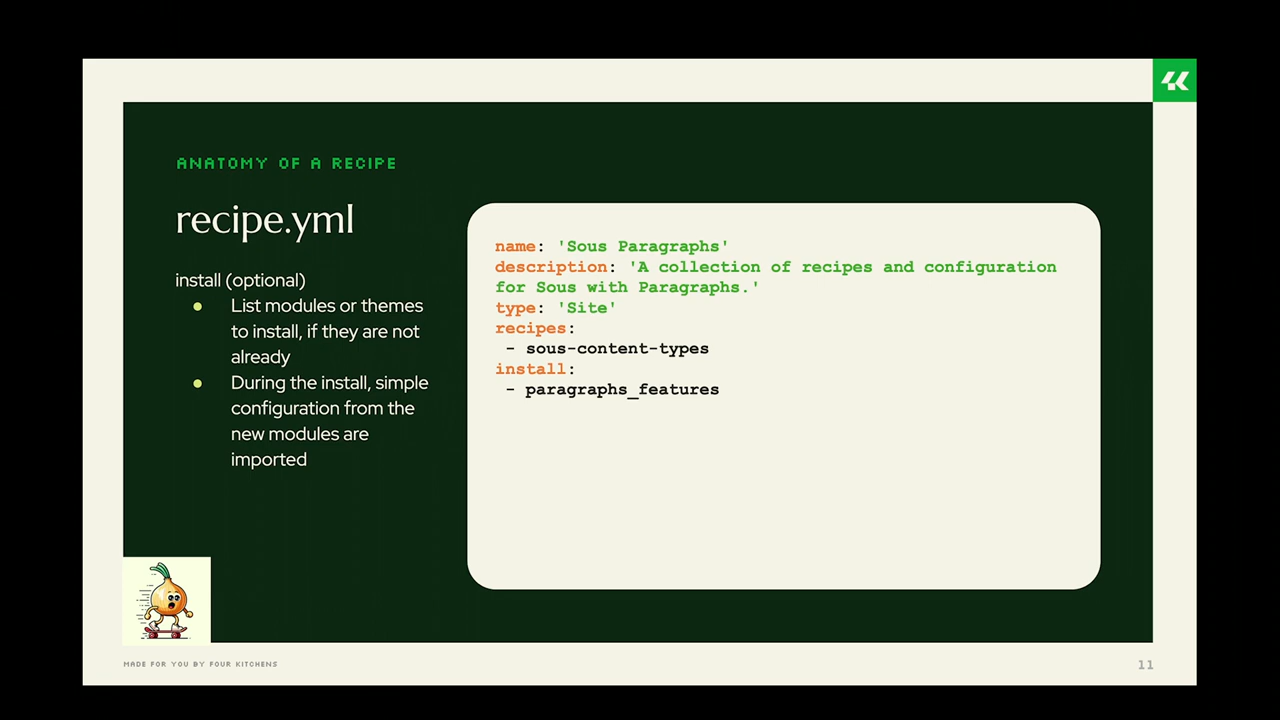 ANATOMY OF A RECIPE
recipe.yml
install (optional)
● List modules or themes
to install, if they are not
already
● During the install, simple
configuration from the
new modules are
imported
name: 'Sous Paragraphs'
description: 'A collection of recipes and configuration
for Sous with Paragraphs.'
type: 'Site'
recipes:
- sous-content-types
install:
- paragraphs_features
MADE FOR YOU BY FOUR KITCHENS
11